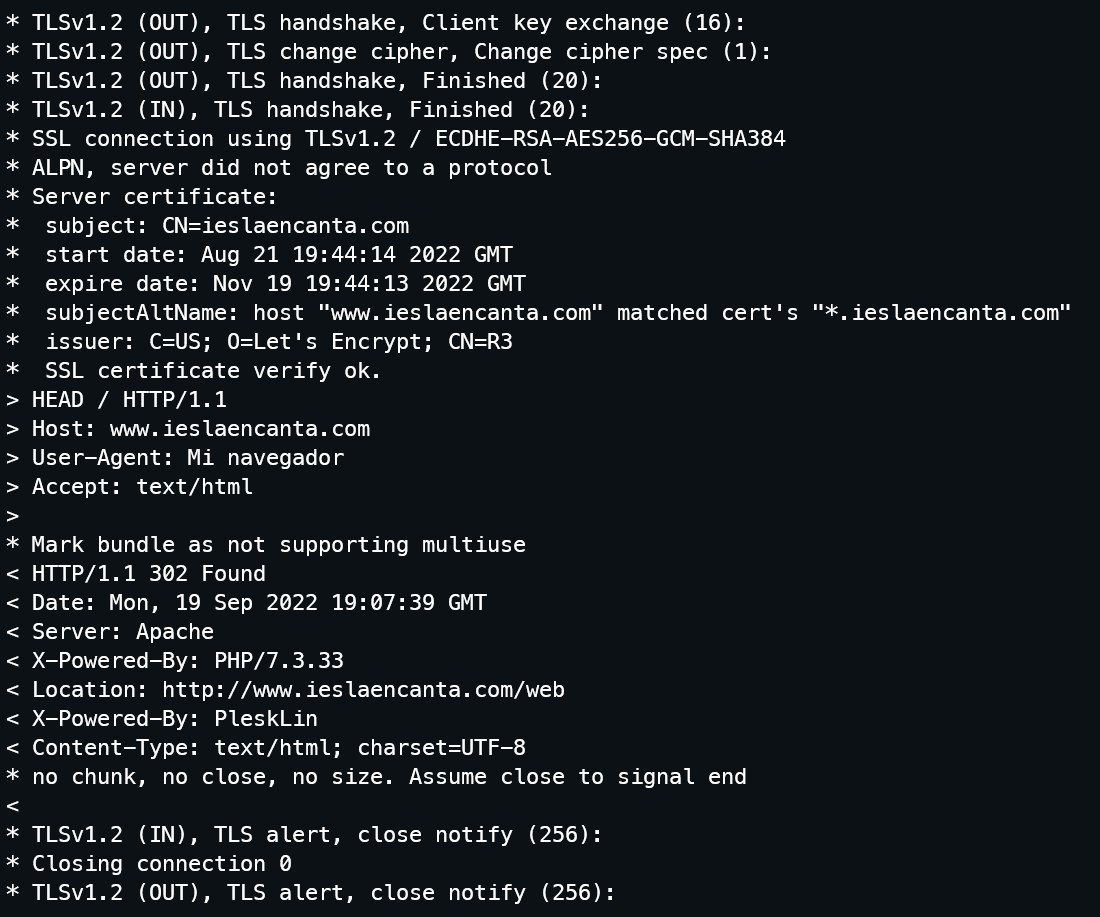 * TLSv1.2 (OUT), TLS handshake, Client key exchange (16):
* TLSv1.2 (OUT), TLS change cipher, Change cipher spec (1):
* TLSv1.2 (OUT), TLS handshake, Finished (20):
* TLSv1.2 (IN), TLS handshake, Finished (20):
* SSL connection using TLSv1.2 / ECDHE-RSA-AES256-GCM-SHA384
* ALPN, server did not agree to a protocol
* Server certificate:
*  subject: CN=ieslaencanta.com
*  start date: Aug 21 19:44:14 2022 GMT
*  expire date: Nov 19 19:44:13 2022 GMT
*  subjectAltName: host "www.ieslaencanta.com" matched cert's "*.ieslaencanta.com"
*  issuer: C=US; O=Let's Encrypt; CN=R3
*  SSL certificate verify ok.
> HEAD / HTTP/1.1
> Host: www.ieslaencanta.com
> User-Agent: Mi navegador
> Accept: text/html
>
* Mark bundle as not supporting multiuse
< HTTP/1.1 302 Found
< Date: Mon, 19 Sep 2022 19:07:39 GMT
< Server: Apache
< X-Powered-By: PHP/7.3.33
< Location: http://www.ieslaencanta.com/web
< X-Powered-By: PleskLin
< Content-Type: text/html; charset=UTF-8
* no chunk, no close, no size. Assume close to signal end
<
* TLSv1.2 (IN), TLS alert, close notify (256):
* Closing connection 0
* TLSv1.2 (OUT), TLS alert, close notify (256):